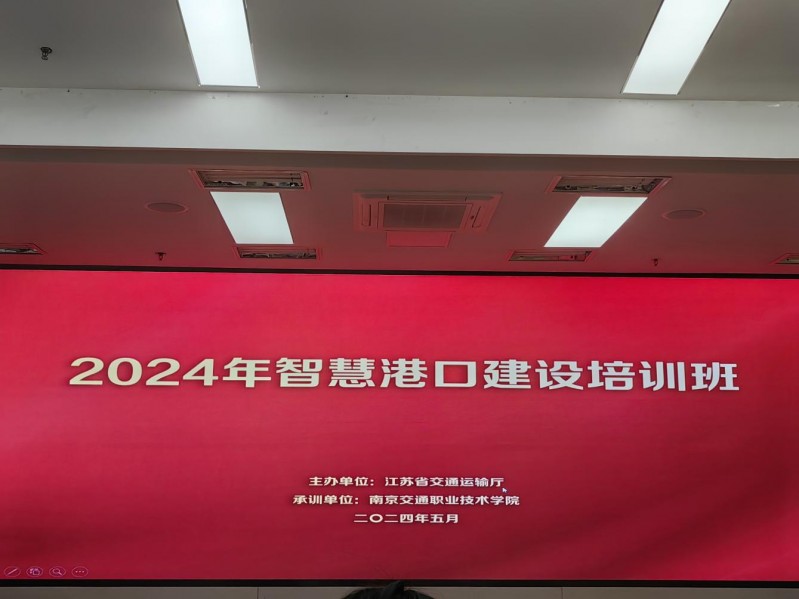 2024年智慧港口建设培训班
主办单位：江苏省交通运输厅
承训单位：南京交通职业技术学院
二〇二四年五月